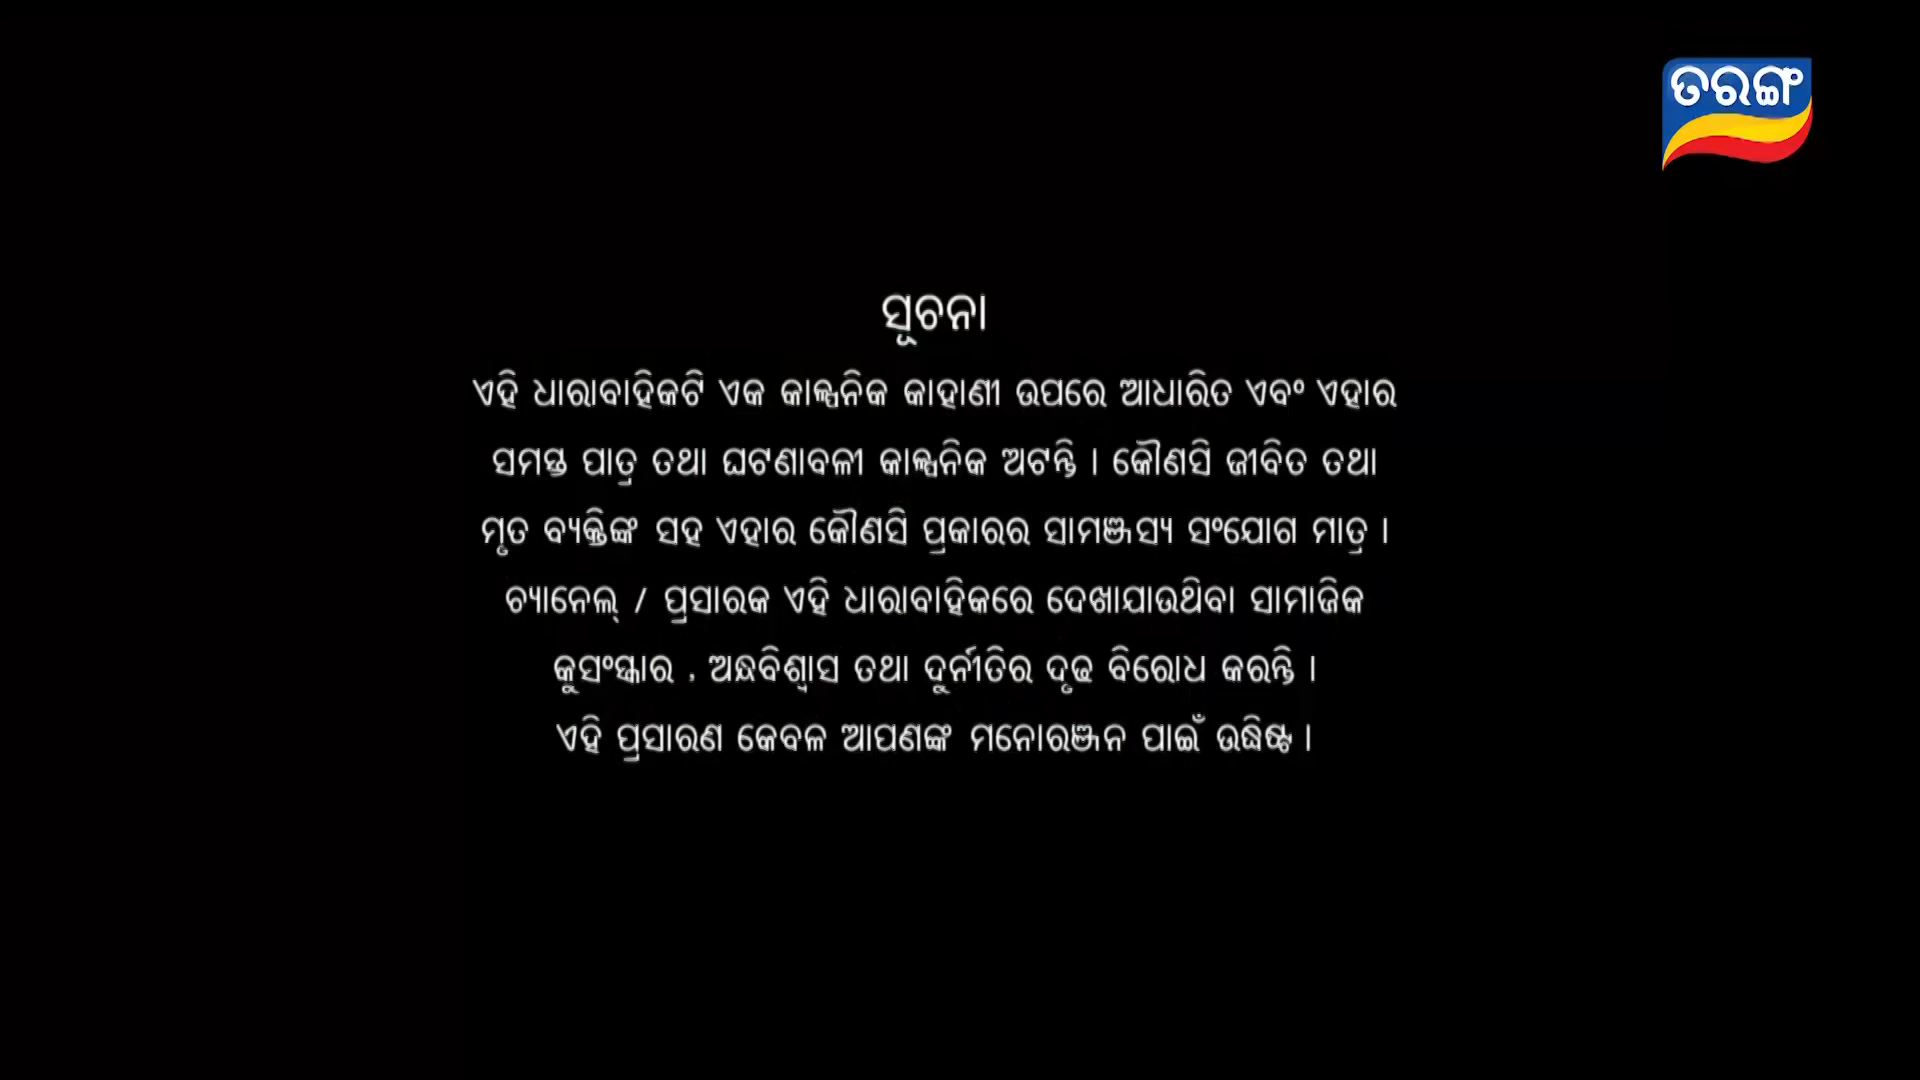 ତରଙ୍ଗ
ସୂଚନା
ଏହି ଧାରାବାହିକଟି ଏକ କାଳ୍ପନିକ କାହାଣୀ ଉପରେ ଆଧାରିତ ଏବଂ ଏହାର
ସମସ୍ତ ପାତ୍ର ତଥା ଘଟଣାବଳୀ କାଳ୍ପନିକ ଅଟନ୍ତି । କୌଣସି ଜୀବିତ ତଥା
ମୃତ ବ୍ୟକ୍ତିଙ୍କ ସହ ଏହାର କୌଣସି ପ୍ରକାରର ସାମଞ୍ଜସ୍ୟ ସଂଯୋଗ ମାତ୍ର ।
ଚ୍ୟାନେଲ୍ / ପ୍ରସାରକ ଏହି ଧାରାବାହିକରେ ଦେଖାଯାଉଥିବା ସାମାଜିକ
କୁସଂସ୍କାର , ଅନ୍ଧବିଶ୍ୱାସ ତଥା ଦୁର୍ନୀତିର ଦୃଢ ବିରୋଧ କରନ୍ତି ।
ଏହି ପ୍ରସାରଣ କେବଳ ଆପଣଙ୍କ ମନୋରଞ୍ଜନ ପାଇଁ ଉଦ୍ଧିଷ୍ଟ ।